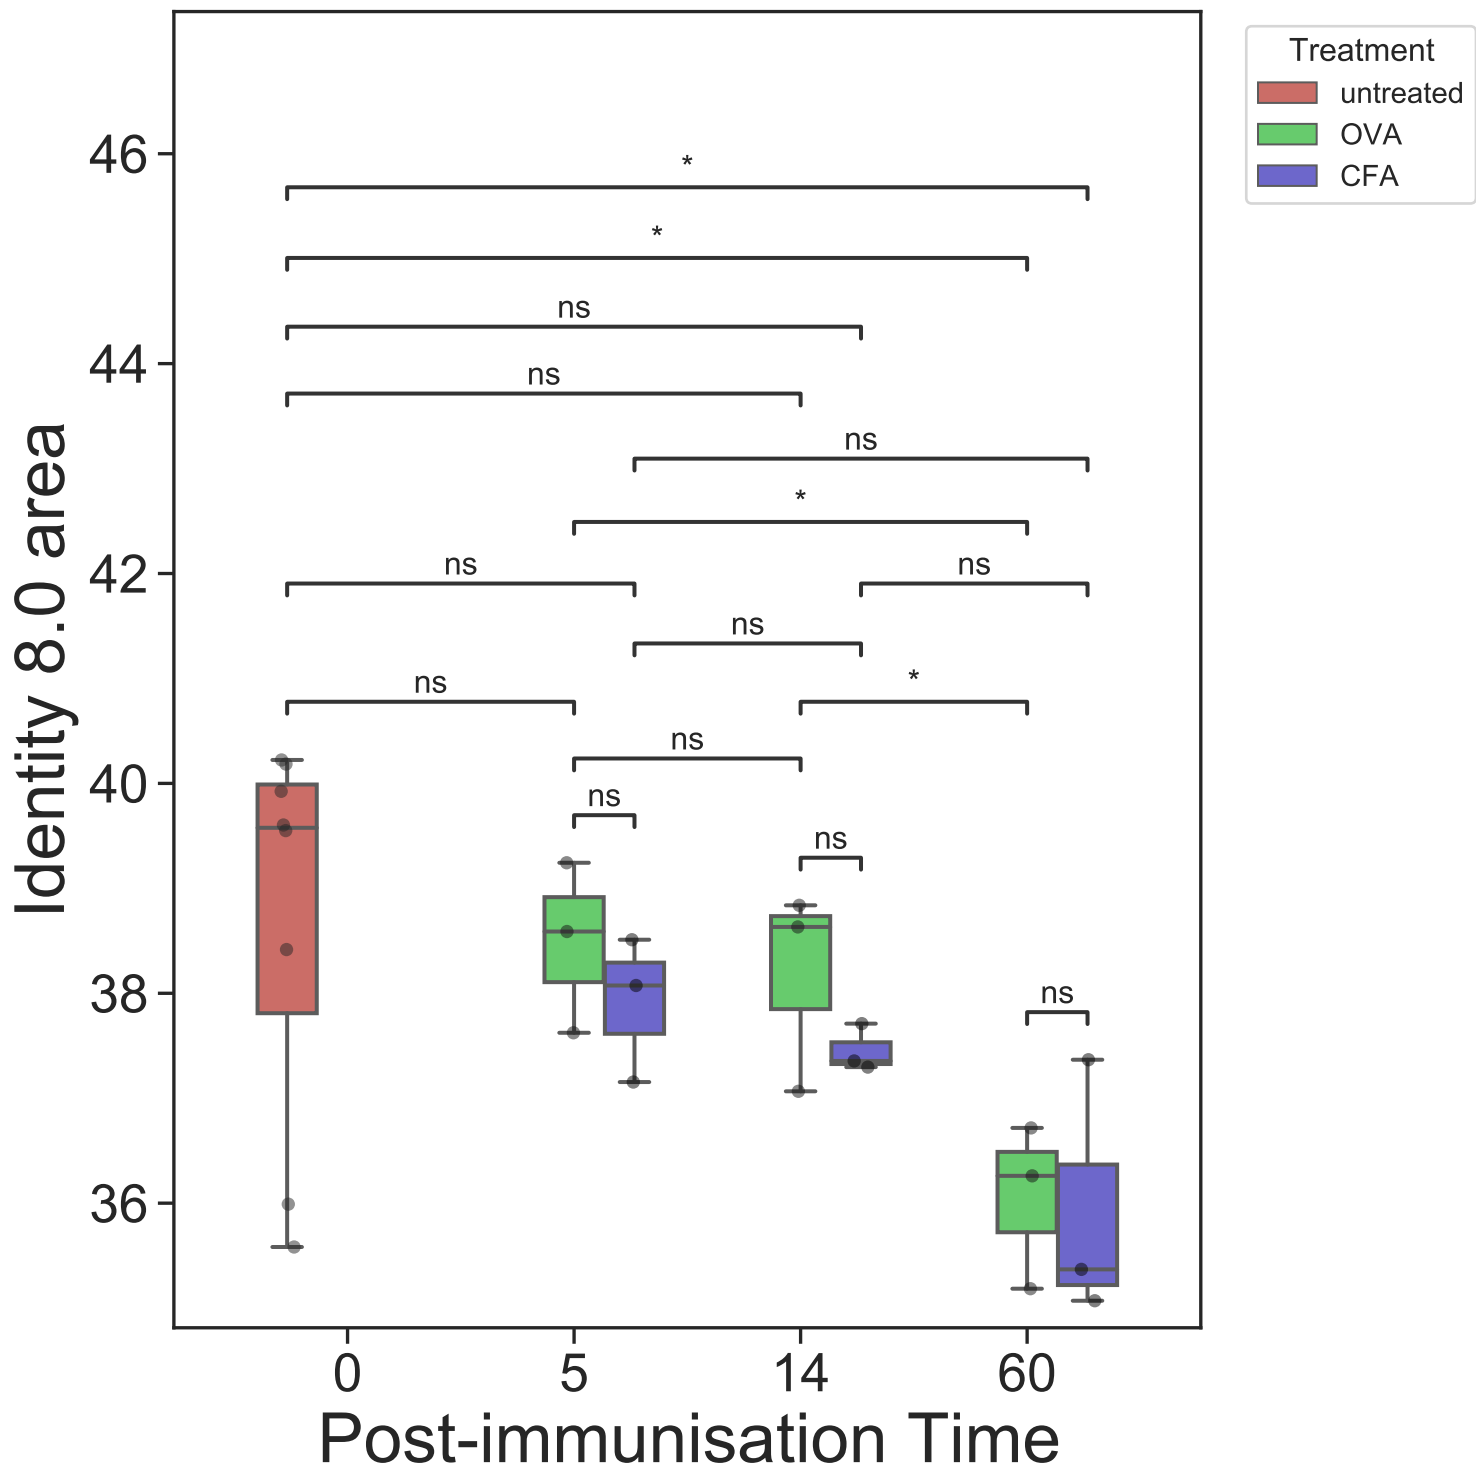 Treatment
untreated
OVA
CFA
Identity 8.0 area
46
44
42
40
38
36
*
*
ns
ns
ns
*
ns
ns
ns
ns
*
ns
ns
ns
ns
0
5
14
60
Post-immunisation Time